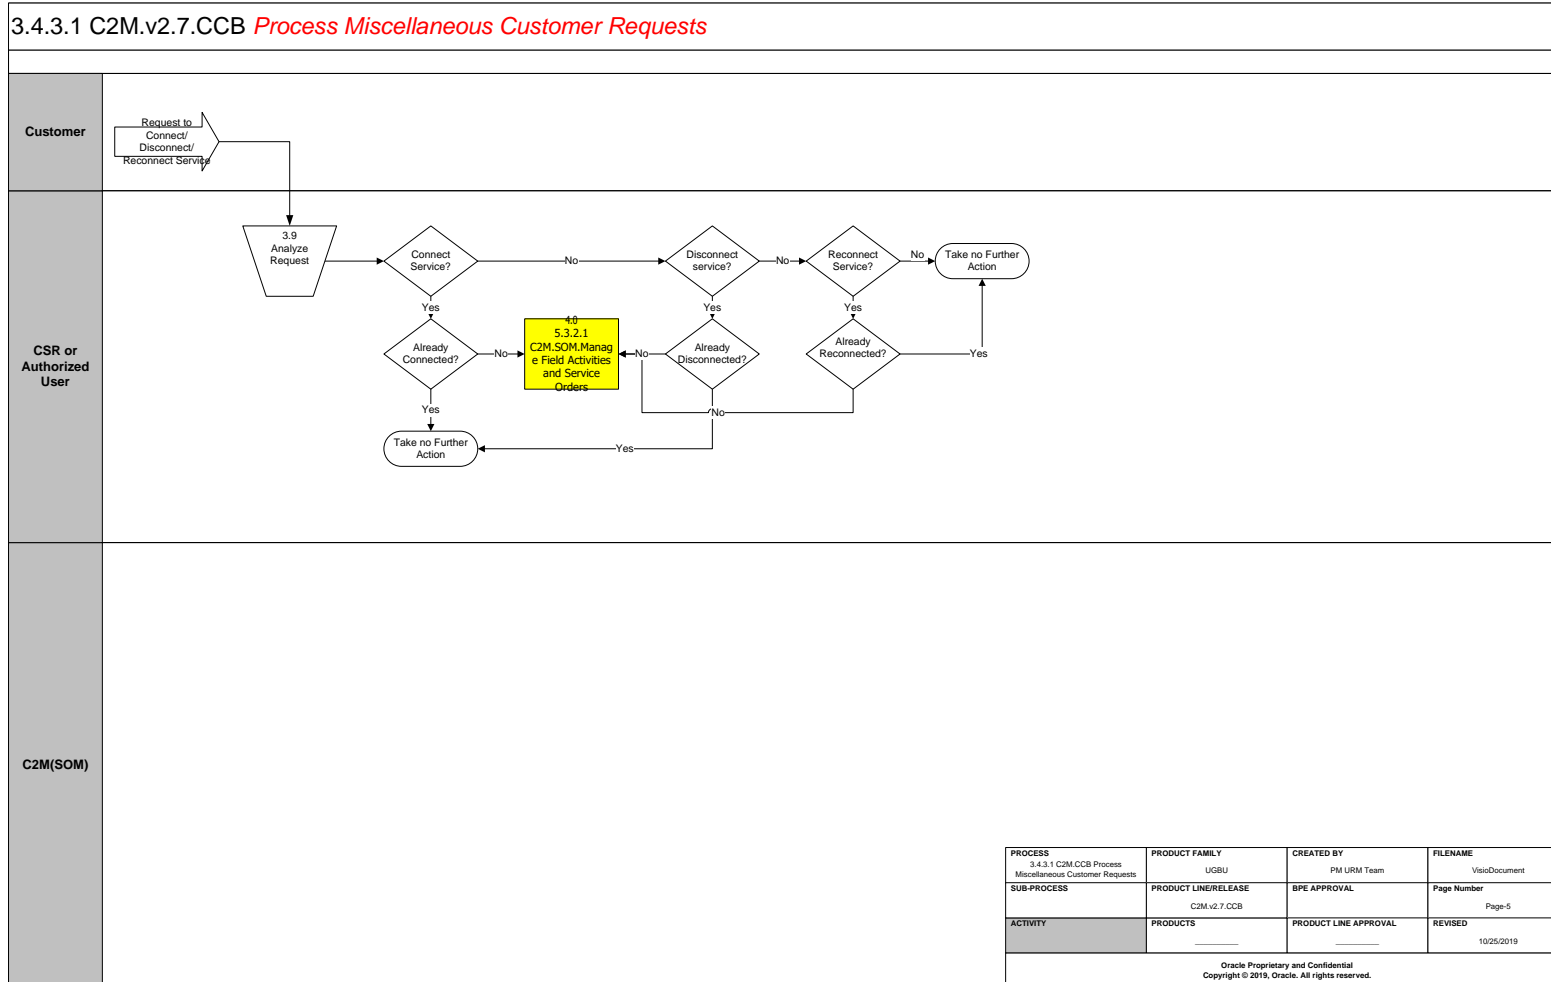 3.4.3.1 C2M.v2.7.CCB Process Miscellaneous Customer Requests
Customer
Request to
Connect/
Disconnect/
Reconnect Service
CSR or
Authorized
User
3.9
Analyze
Request
Connect
Service?
No
Disconnect
service?
No
Reconnect
Service?
No
Take no Further
Action
Yes
Yes
Yes
Already
Connected?
No
4.0
5.3.2.1
C2M.SOM.Manag
e Field Activities
and Service
Orders
No
Already
Disconnected?
Already
Reconnected?
Yes
Yes
No
Take no Further
Action
Yes
C2M(SOM)
PROCESS
3.4.3.1 C2M.CCB Process
Miscellaneous Customer Requests
PRODUCT FAMILY
UGBU
CREATED BY
PM URM Team
FILENAME
VisioDocument
SUB-PROCESS
PRODUCT LINE/RELEASE
C2M.v2.7.CCB
BPE APPROVAL
Page Number
Page-5
ACTIVITY
PRODUCTS
PRODUCT LINE APPROVAL
REVISED
10/25/2019
Oracle Proprietary and Confidential
Copyright © 2019, Oracle. All rights reserved.